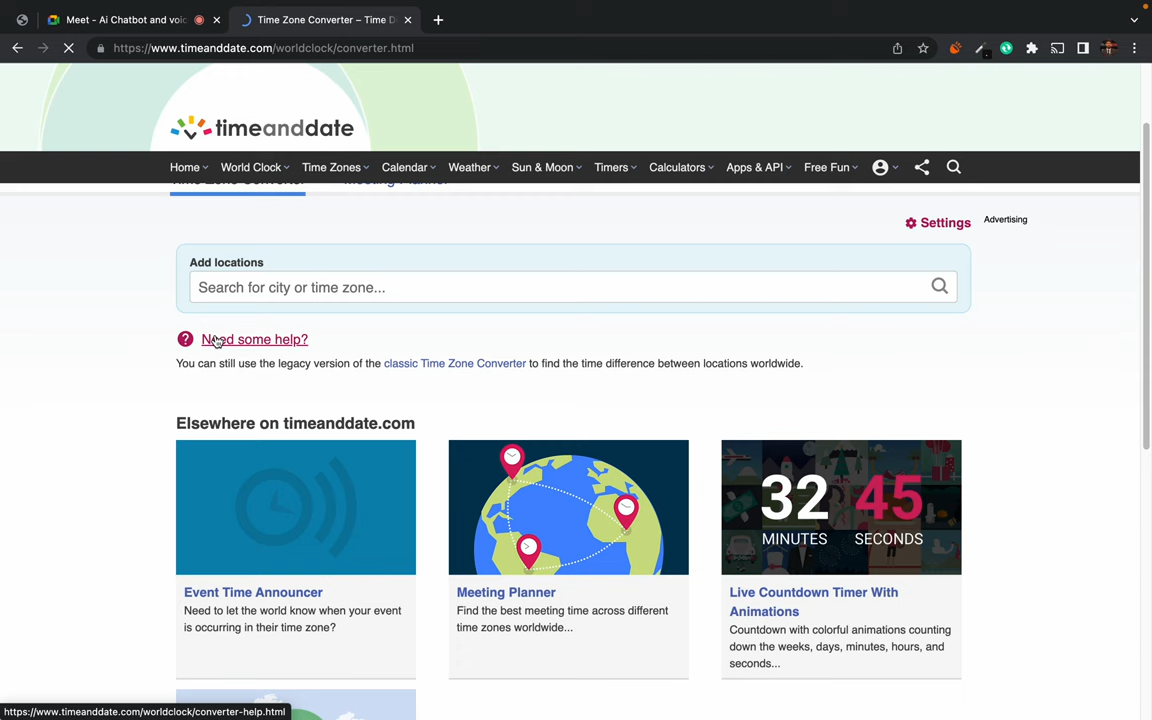 Meet - Ai Chatbot and voic
Time Zone Converter – Time D
https://www.timeanddate.com/worldclock/converter.html
timeanddate
Home World Clock Time Zones Calendar Weather Sun & Moon Timers Calculators Apps & API Free Fun
Time Zone Converter Meeting Planner
Settings
Advertising
Add locations
Search for city or time zone...
Need some help?
You can still use the legacy version of the classic Time Zone Converter to find the time difference between locations worldwide.
Elsewhere on timeanddate.com
32 45
MINUTES SECONDS
Event Time Announcer
Need to let the world know when your event
is occurring in their time zone?
Meeting Planner
Find the best meeting time across different
time zones worldwide...
Live Countdown Timer With
Animations
Countdown with colorful animations counting
down the weeks, days, minutes, hours, and
seconds...
https://www.timeanddate.com/worldclock/converter-help.html